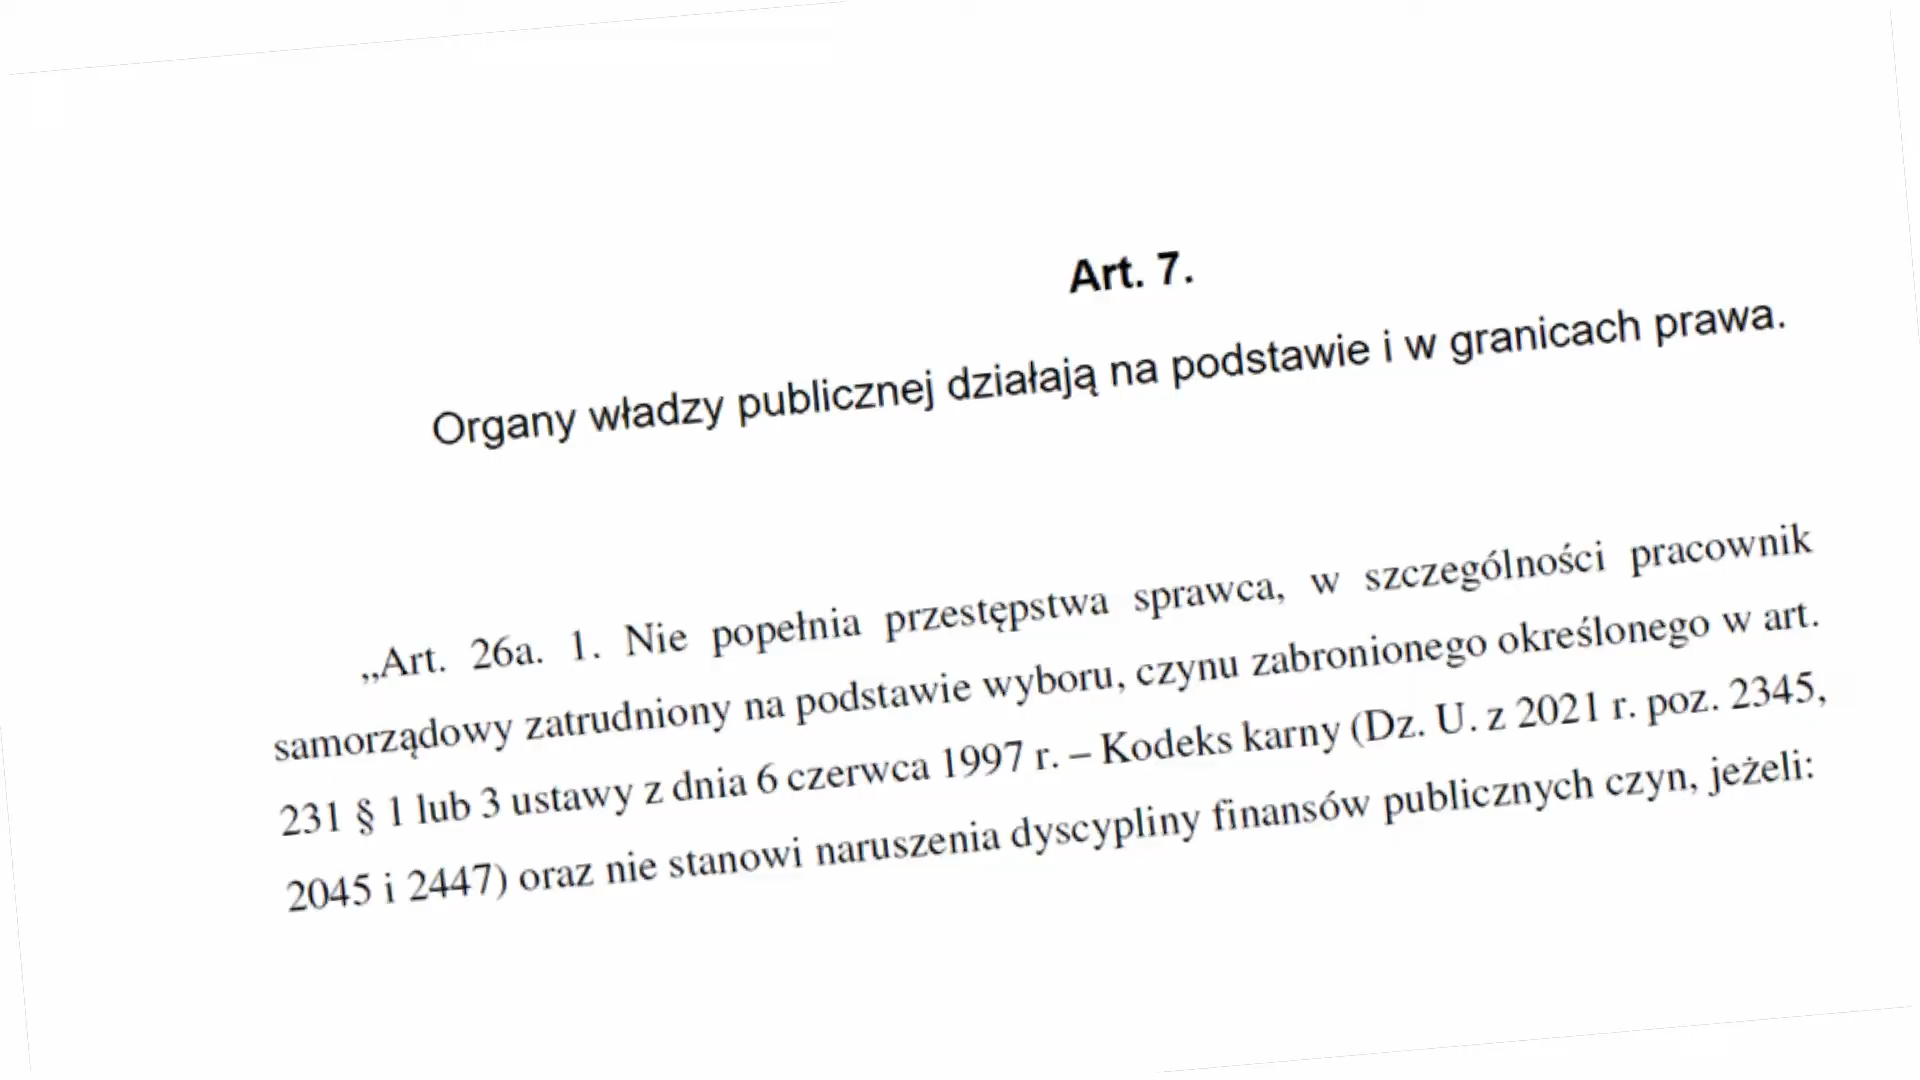 Art. 7.
Organy władzy publicznej działają na podstawie i w granicach prawa.
„Art. 26a. 1. Nie popełnia przestępstwa sprawca, w szczególności pracownik
samorządowy zatrudniony na podstawie wyboru, czynu zabronionego określonego w art.
231 § 1 lub 3 ustawy z dnia 6 czerwca 1997 r. – Kodeks karny (Dz. U. z 2021 r. poz. 2345,
2045 i 2447) oraz nie stanowi naruszenia dyscypliny finansów publicznych czyn, jeżeli: